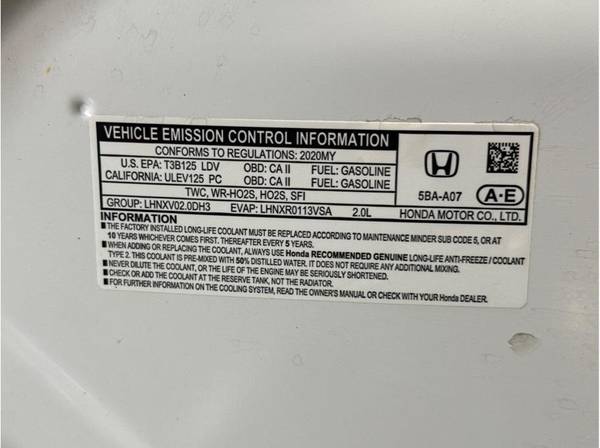 VEHICLE EMISSION CONTROL INFORMATION
CONFORMS TO REGULATIONS: 2020MY
U.S. EPA: T3B125 LDV OBD: CA II FUEL: GASOLINE
CALIFORNIA: ULEV125 PC OBD: CA II FUEL: GASOLINE
TWC, WR-HO2S, HO2S, SFI
GROUP: LHNXV02.0DH3 EVAP: LHNXR0113VSA 2.0L
5BA-A07
A-E
HONDA MOTOR CO., LTD.
INFORMATION
■THE FACTORY INSTALLED LONG-LIFE COOLANT MUST BE REPLACED ACCORDING TO MAINTENANCE MINDER SUB CODE 5, OR AT
10 YEARS WHICHEVER COMES FIRST. THEREAFTER EVERY 5 YEARS.
■WHEN ADDING OR REPLACING COOLANT, ALWAYS USE Honda RECOMMENDED GENUINE LONG-LIFE ANTI-FREEZE / COOLANT
TYPE 2. THIS COOLANT IS PRE-MIXED WITH 50% DISTILLED WATER. IT DOES NOT REQUIRE ANY ADDITIONAL MIXING.
■NEVER DILUTE THE COOLANT, OR THE LIFE OF THE ENGINE MAY BE SERIOUSLY SHORTENED.
■CHECK OR ADD THE COOLANT AT THE RESERVE TANK, NOT THE RADIATOR.
■FOR FURTHER INFORMATION ON THE COOLING SYSTEM, READ THE OWNER'S MANUAL OR CHECK WITH YOUR Honda DEALER.